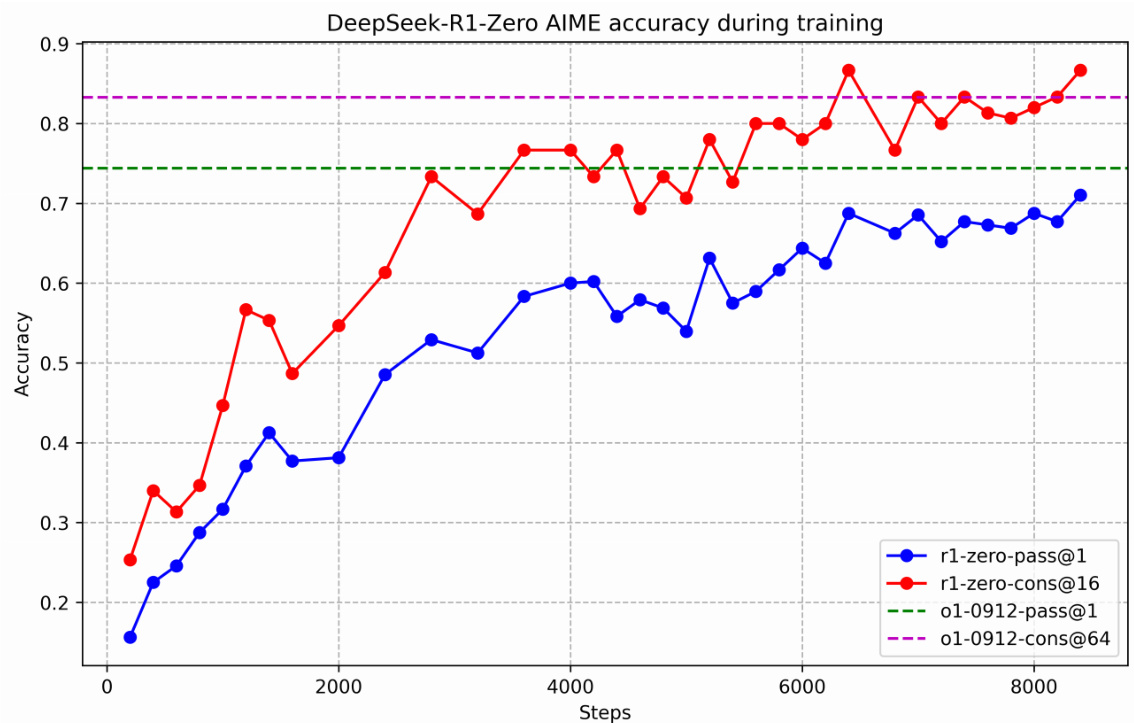 DeepSeek-R1-Zero AIME accuracy during training
0.9
0.8
0.7
0.6
0.5
0.4
0.3
0.2
Accuracy
r1-zero-pass@1
r1-zero-cons@16
o1-0912-pass@1
o1-0912-cons@64
0
2000
4000
6000
8000
Steps